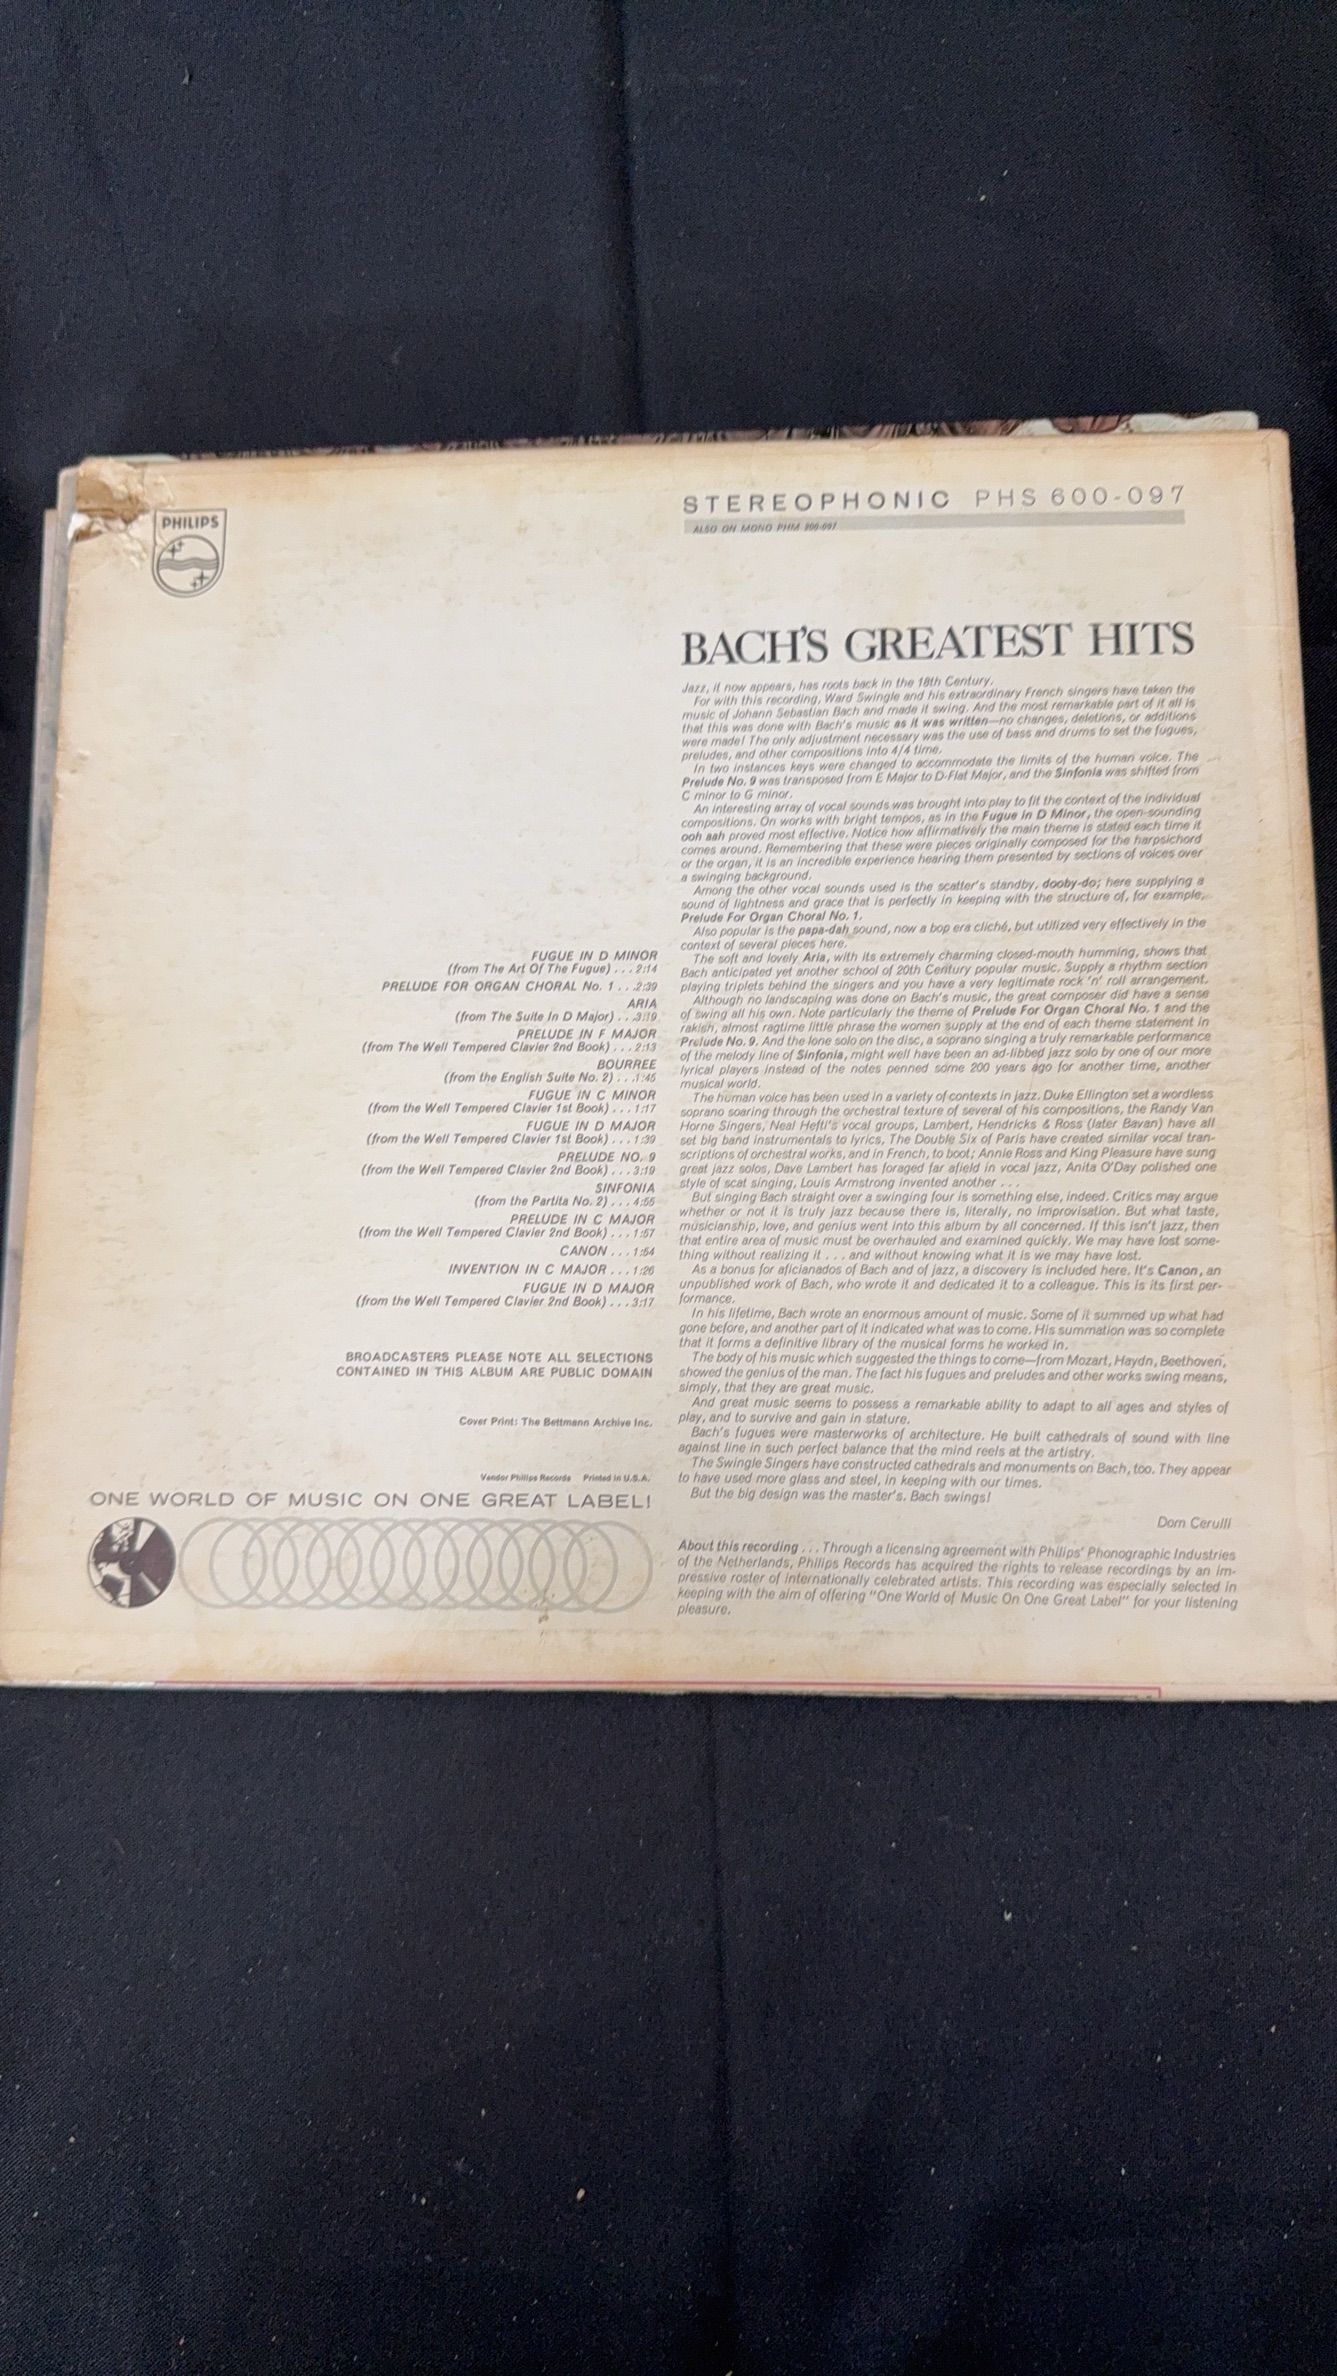 PHILIPS
STEREOPHONIC PHS 600-097
ALSO ON MONO PHM 200-097
BACH'S GREATEST HITS
FUGUE IN D MINOR
(from The Art Of The Fugue) . . . 2:14
PRELUDE FOR ORGAN CHORAL No. 1 . . . 2:39
ARIA
(from The Suite In D Major) . . . 3:19
PRELUDE IN F MAJOR
(from The Well Tempered Clavier 2nd Book) . . . 2:13
BOURREE
(from the English Suite No. 2) . . . 1:45
FUGUE IN C MINOR
(from the Well Tempered Clavier 1st Book) . . . 1:17
FUGUE IN D MAJOR
(from the Well Tempered Clavier 1st Book) . . . 1:39
PRELUDE NO. 9
(from the Well Tempered Clavier 2nd Book) . . . 3:19
SINFONIA
(from the Partita No. 2) . . . 4:55
PRELUDE IN C MAJOR
(from the Well Tempered Clavier 2nd Book) . . . 1:57
CANON . . . 1:54
INVENTION IN C MAJOR . . . 1:26
FUGUE IN D MAJOR
(from the Well Tempered Clavier 2nd Book) . . . 3:17
BROADCASTERS PLEASE NOTE ALL SELECTIONS
CONTAINED IN THIS ALBUM ARE PUBLIC DOMAIN
Cover Print: The Bettmann Archive Inc.
Vendor Philips Records Printed in U.S.A.
ONE WORLD OF MUSIC ON ONE GREAT LABEL!
Jazz, it now appears, has roots back in the 18th Century.
For with this recording, Ward Swingle and his extraordinary French singers have taken the
music of Johann Sebastian Bach and made it swing. And the most remarkable part of it all is
that this was done with Bach's music as it was written—no changes, deletions, or additions
were made! The only adjustment necessary was the use of bass and drums to set the fugues,
preludes, and other compositions into 4/4 time.
In two instances keys were changed to accommodate the limits of the human voice. The
Prelude No. 9 was transposed from E Major to D-Flat Major, and the Sinfonia was shifted from
C minor to G minor.
An interesting array of vocal sounds was brought into play to fit the context of the individual
compositions. On works with bright tempos, as in the Fugue in D Minor, the open-sounding
ooh aah proved most effective. Notice how affirmatively the main theme is stated each time it
comes around. Remembering that these were pieces originally composed for the harpsichord
or the organ, it is an incredible experience hearing them presented by sections of voices over
a swinging background.
Among the other vocal sounds used is the scatter's standby, dooby-do; here supplying a
sound of lightness and grace that is perfectly in keeping with the structure of, for example,
Prelude For Organ Choral No. 1.
Also popular is the papa-dah sound, now a bop era cliché, but utilized very effectively in the
context of several pieces here.
The soft and lovely Aria, with its extremely charming closed-mouth humming, shows that
Bach anticipated yet another school of 20th Century popular music. Supply a rhythm section
playing triplets behind the singers and you have a very legitimate rock 'n' roll arrangement.
Although no landscaping was done on Bach's music, the great composer did have a sense
of swing all his own. Note particularly the theme of Prelude For Organ Choral No. 1 and the
rakish, almost ragtime little phrase the women supply at the end of each theme statement in
Prelude No. 9. And the lone solo on the disc, a soprano singing a truly remarkable performance
of the melody line of Sinfonia, might well have been an ad-libbed jazz solo by one of our more
lyrical players instead of the notes penned some 200 years ago for another time, another
musical world.
The human voice has been used in a variety of contexts in jazz. Duke Ellington set a wordless
soprano soaring through the orchestral texture of several of his compositions, the Randy Van
Horne Singers, Neal Hefti's vocal groups, Lambert, Hendricks & Ross (later Bavan) have all
set big band instrumentals to lyrics, The Double Six of Paris have created similar vocal tran-
scriptions of orchestral works, and in French, to boot; Annie Ross and King Pleasure have sung
great jazz solos, Dave Lambert has foraged far afield in vocal jazz, Anita O'Day polished one
style of scat singing, Louis Armstrong invented another . . .
But singing Bach straight over a swinging four is something else, indeed. Critics may argue
whether or not it is truly jazz because there is, literally, no improvisation. But what taste,
musicianship, love, and genius went into this album by all concerned. If this isn't jazz, then
that entire area of music must be overhauled and examined quickly. We may have lost some-
thing without realizing it . . . and without knowing what it is we may have lost.
As a bonus for aficianados of Bach and of jazz, a discovery is included here. It's Canon, an
unpublished work of Bach, who wrote it and dedicated it to a colleague. This is its first per-
formance.
In his lifetime, Bach wrote an enormous amount of music. Some of it summed up what had
gone before, and another part of it indicated what was to come. His summation was so complete
that it forms a definitive library of the musical forms he worked in.
The body of his music which suggested the things to come—from Mozart, Haydn, Beethoven,
showed the genius of the man. The fact his fugues and preludes and other works swing means,
simply, that they are great music.
And great music seems to possess a remarkable ability to adapt to all ages and styles of
play, and to survive and gain in stature.
Bach's fugues were masterworks of architecture. He built cathedrals of sound with line
against line in such perfect balance that the mind reels at the artistry.
The Swingle Singers have constructed cathedrals and monuments on Bach, too. They appear
to have used more glass and steel, in keeping with our times.
But the big design was the master's. Bach swings!
Dom Cerulli
About this recording . . . Through a licensing agreement with Philips' Phonographic Industries
of the Netherlands, Philips Records has acquired the rights to release recordings by an im-
pressive roster of internationally celebrated artists. This recording was especially selected in
keeping with the aim of offering "One World of Music On One Great Label" for your listening
pleasure.